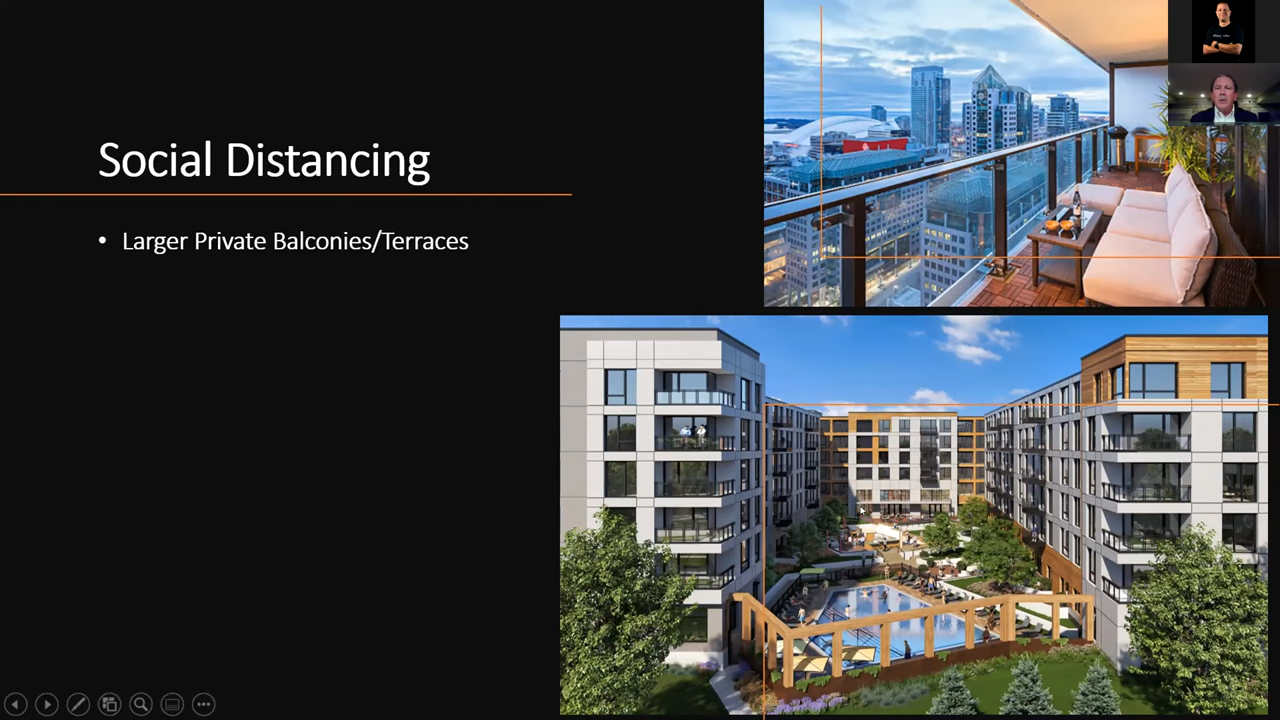 Social Distancing
• Larger Private Balconies/Terraces